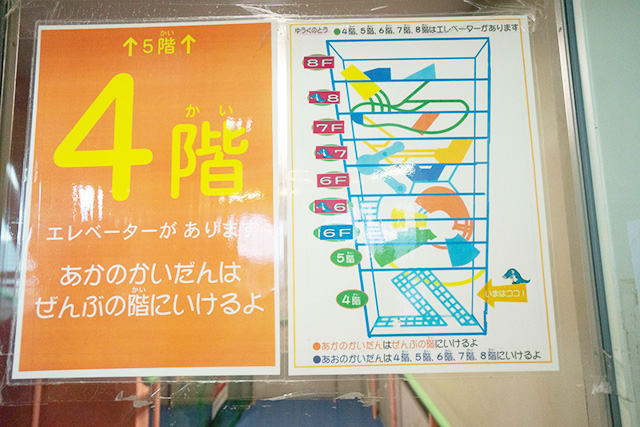 ↑5階↑
かい
4階
かい
エレベーターが あります
あかのかいだんは
ぜんぶの階にいけるよ
かい
ゆうぐのとう
●4階、5階、6階、7階、8階はエレベーターがあります
8F
8
7F
7
6F
6
6F
5階
4階
いまはココ!
●あかのかいだんはぜんぶの階にいけるよ
●あおのかいだんは4階、5階、6階、7階、8階にいけるよ